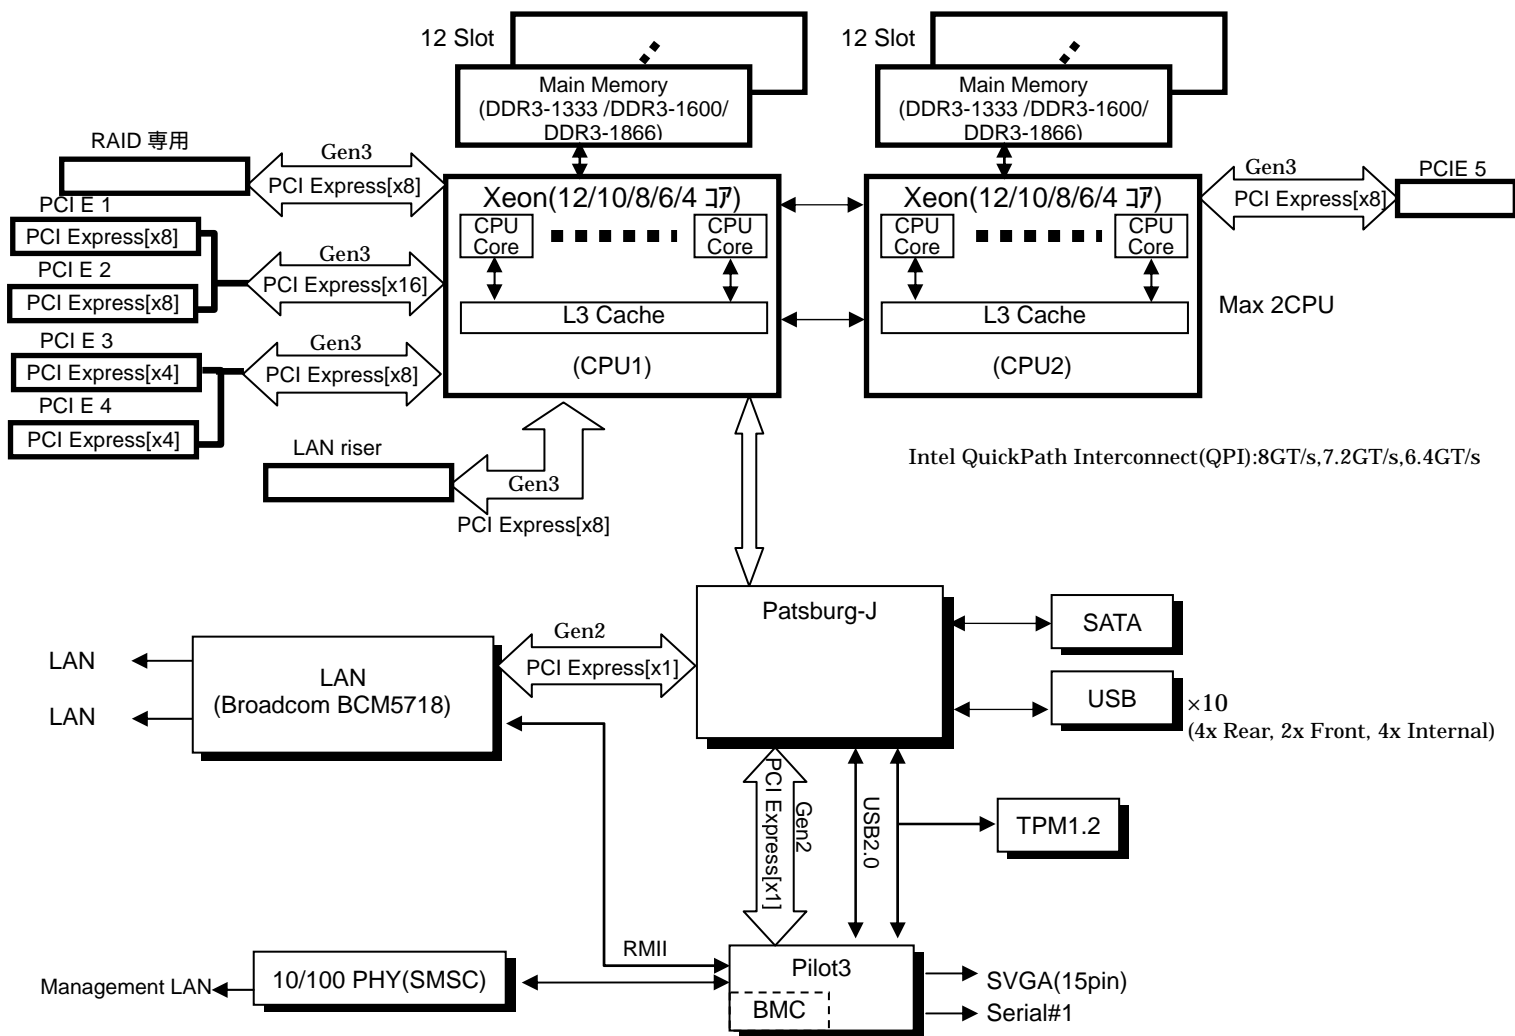 12 Slot
Main Memory
(DDR3-1333 /DDR3-1600/
DDR3-1866)
12 Slot
Main Memory
(DDR3-1333 /DDR3-1600/
DDR3-1866)
RAID 専用
Gen3
PCI Express[x8]
PCI E 1
PCI Express[x8]
PCI E 2
PCI Express[x8]
Gen3
PCI Express[x16]
PCI E 3
PCI Express[x4]
PCI E 4
PCI Express[x4]
Gen3
PCI Express[x8]
Xeon(12/10/8/6/4 ｺｱ)
CPU
Core
CPU
Core
L3 Cache
(CPU1)
Xeon(12/10/8/6/4 ｺｱ)
CPU
Core
CPU
Core
L3 Cache
(CPU2)
Gen3
PCI Express[x8]
PCIE 5
Max 2CPU
LAN riser
Gen3
PCI Express[x8]
Intel QuickPath Interconnect(QPI):8GT/s,7.2GT/s,6.4GT/s
Patsburg-J
SATA
USB
×10
(4x Rear, 2x Front, 4x Internal)
LAN
LAN
LAN
(Broadcom BCM5718)
Gen2
PCI Express[x1]
Gen2
PCI Express[x1]
USB2.0
TPM1.2
RMII
Management LAN
10/100 PHY(SMSC)
Pilot3
BMC
SVGA(15pin)
Serial#1